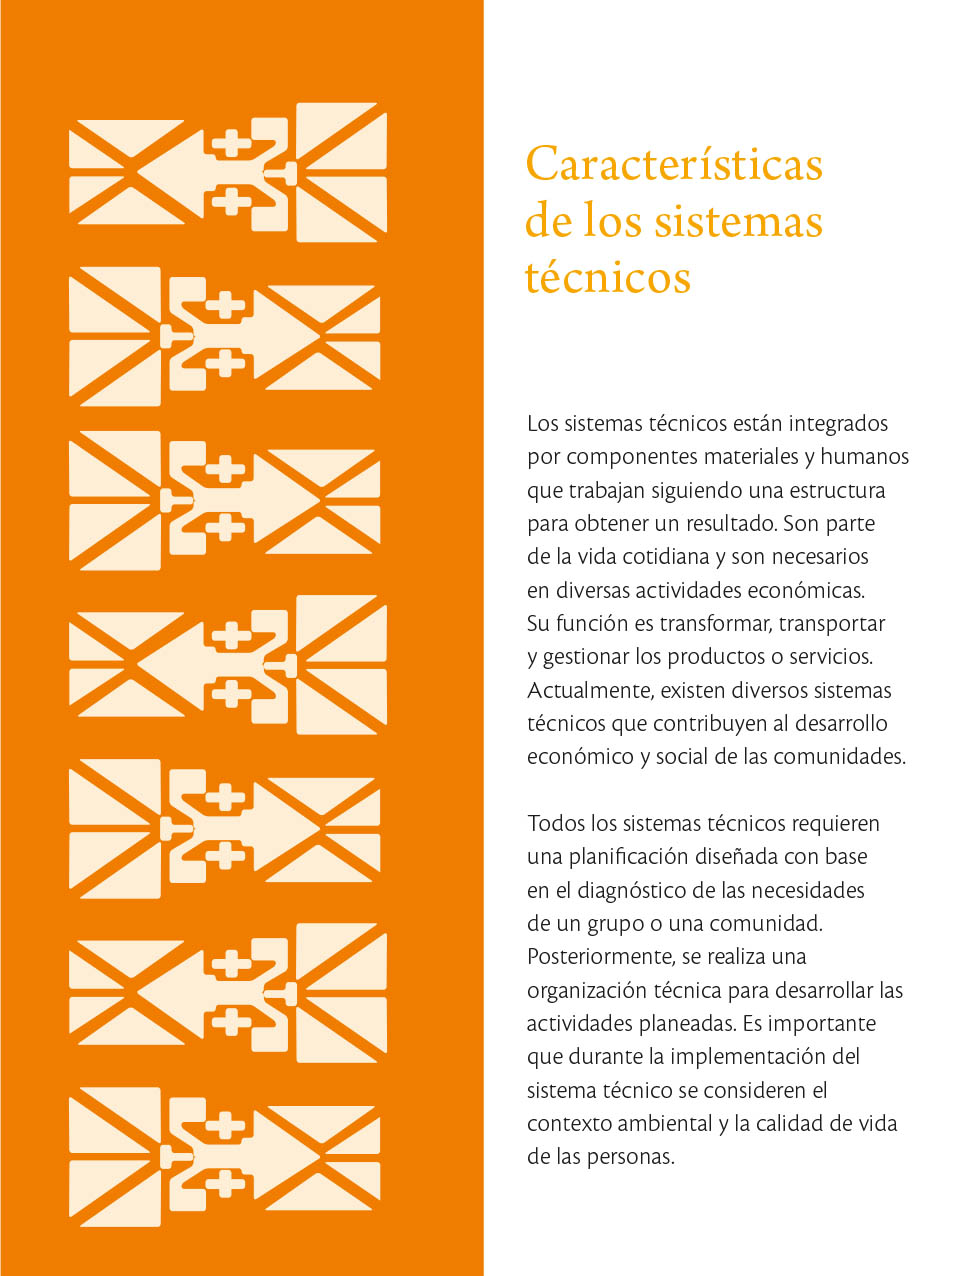 Características
de los sistemas
técnicos
Los sistemas técnicos están integrados
por componentes materiales y humanos
que trabajan siguiendo una estructura
para obtener un resultado. Son parte
de la vida cotidiana y son necesarios
en diversas actividades económicas.
Su función es transformar, transportar
y gestionar los productos o servicios.
Actualmente, existen diversos sistemas
técnicos que contribuyen al desarrollo
económico y social de las comunidades.
Todos los sistemas técnicos requieren
una planificación diseñada con base
en el diagnóstico de las necesidades
de un grupo o una comunidad.
Posteriormente, se realiza una
organización técnica para desarrollar las
actividades planeadas. Es importante
que durante la implementación del
sistema técnico se consideren el
contexto ambiental y la calidad de vida
de las personas.